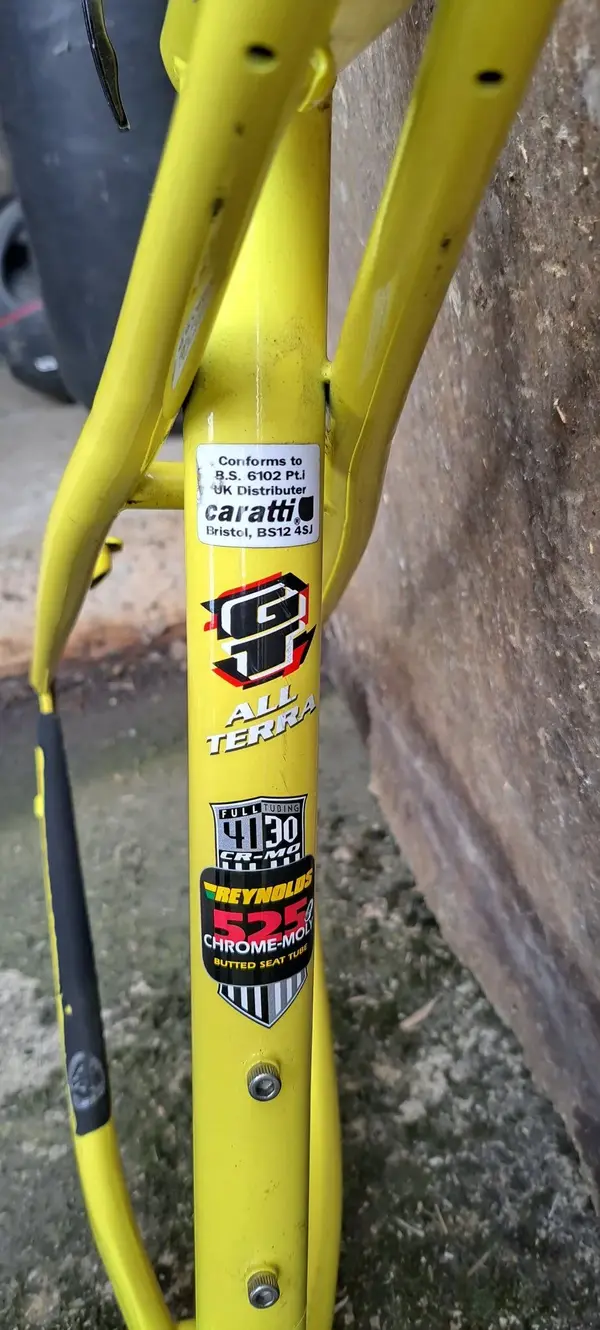 Conforms to
B.S. 6102 Pt.I
UK Distributer
caratti®
Bristol, BS12 4SJ
GT
ALL
TERRA
FULL TUBING
4130
CR-MO
REYNOLDS
525
CHROME-MOLY
BUTTED SEAT TUBE